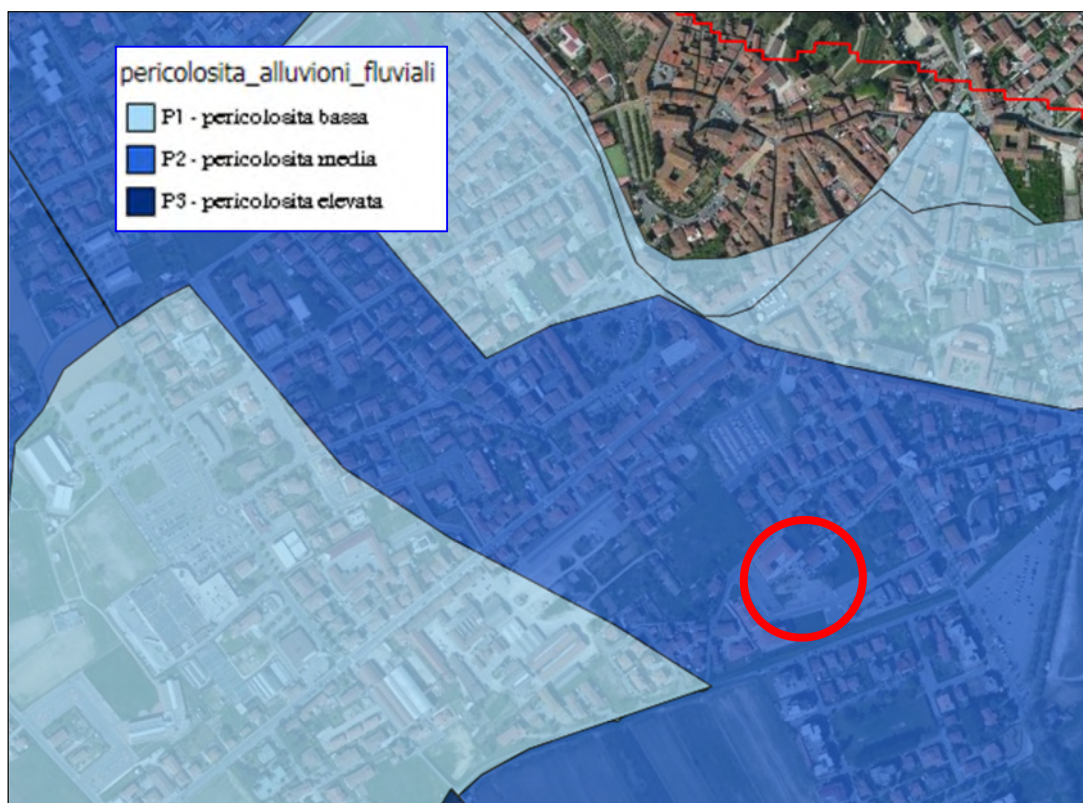 pericolosita_alluvioni_fluviali
P1 - pericolosita bassa
P2 - pericolosita media
P3 - pericolosita elevata